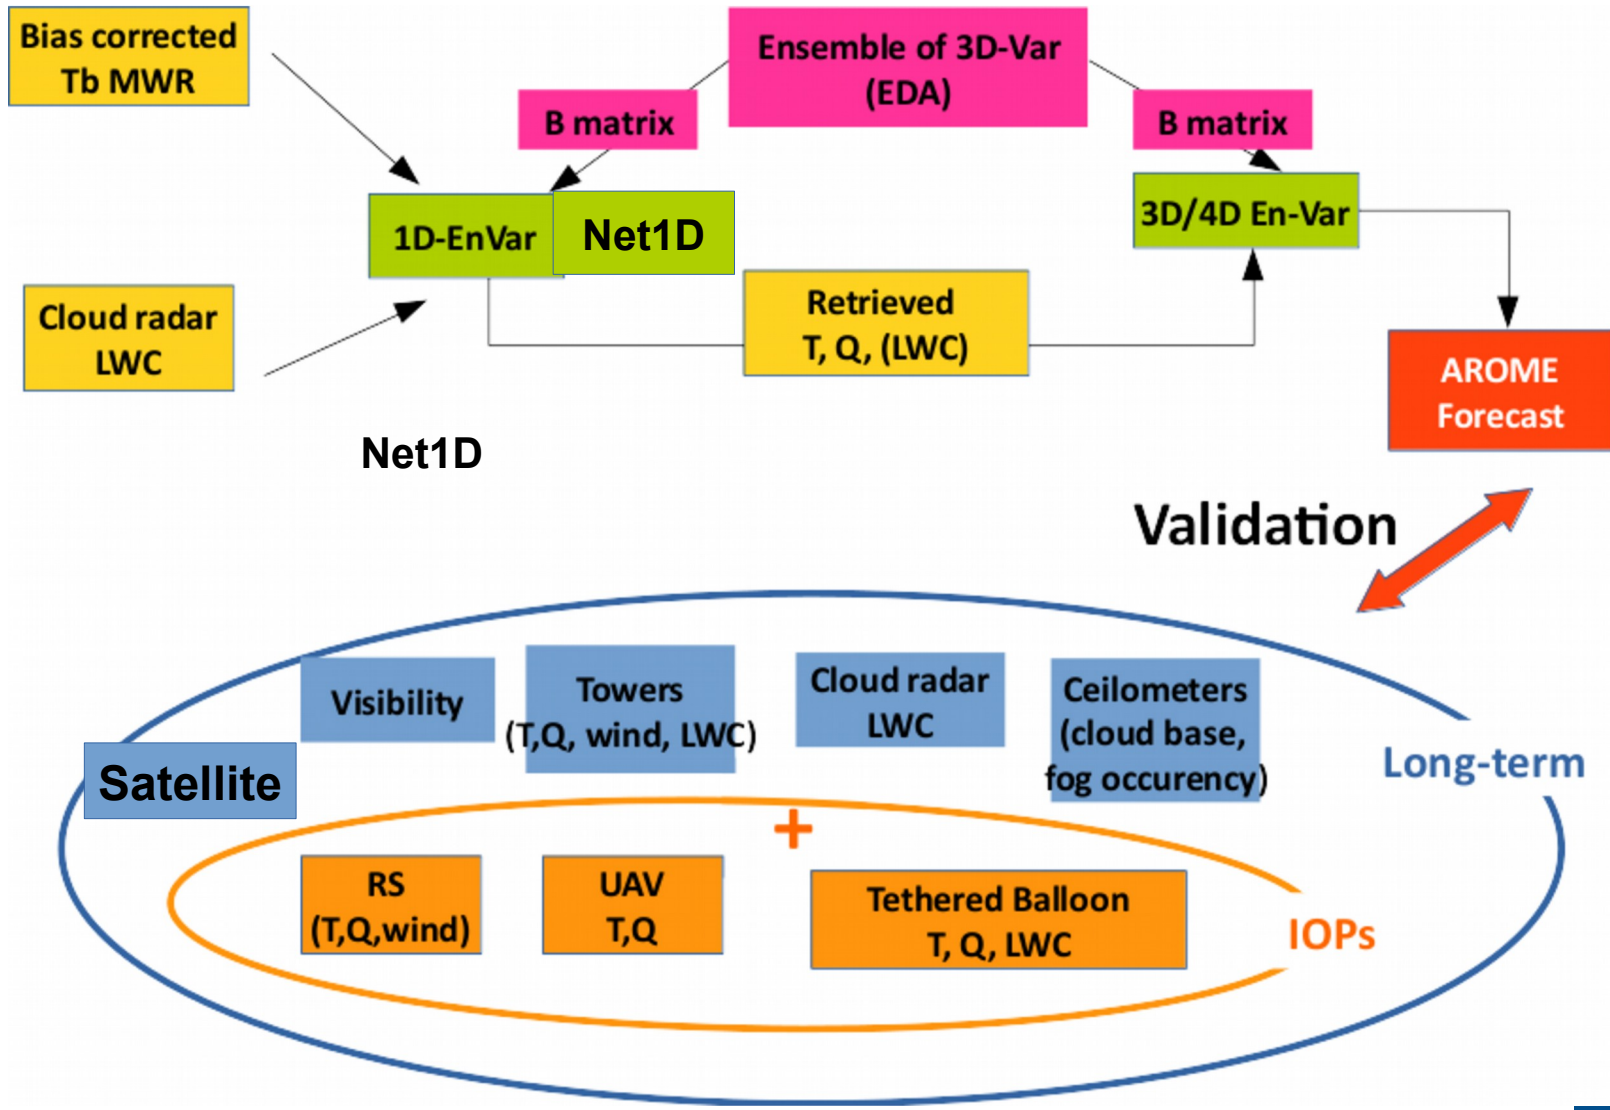 Bias corrected
Tb MWR
Ensemble of 3D-Var
(EDA)
B matrix
B matrix
1D-EnVar
Net1D
3D/4D En-Var
Cloud radar
LWC
Retrieved
T, Q, (LWC)
AROME
Forecast
Net1D
Validation
Visibility
Towers
(T,Q, wind, LWC)
Cloud radar
LWC
Ceilometers
(cloud base,
fog occurency)
Satellite
Long-term
+
RS
(T,Q,wind)
UAV
T,Q
Tethered Balloon
T, Q, LWC
IOPs